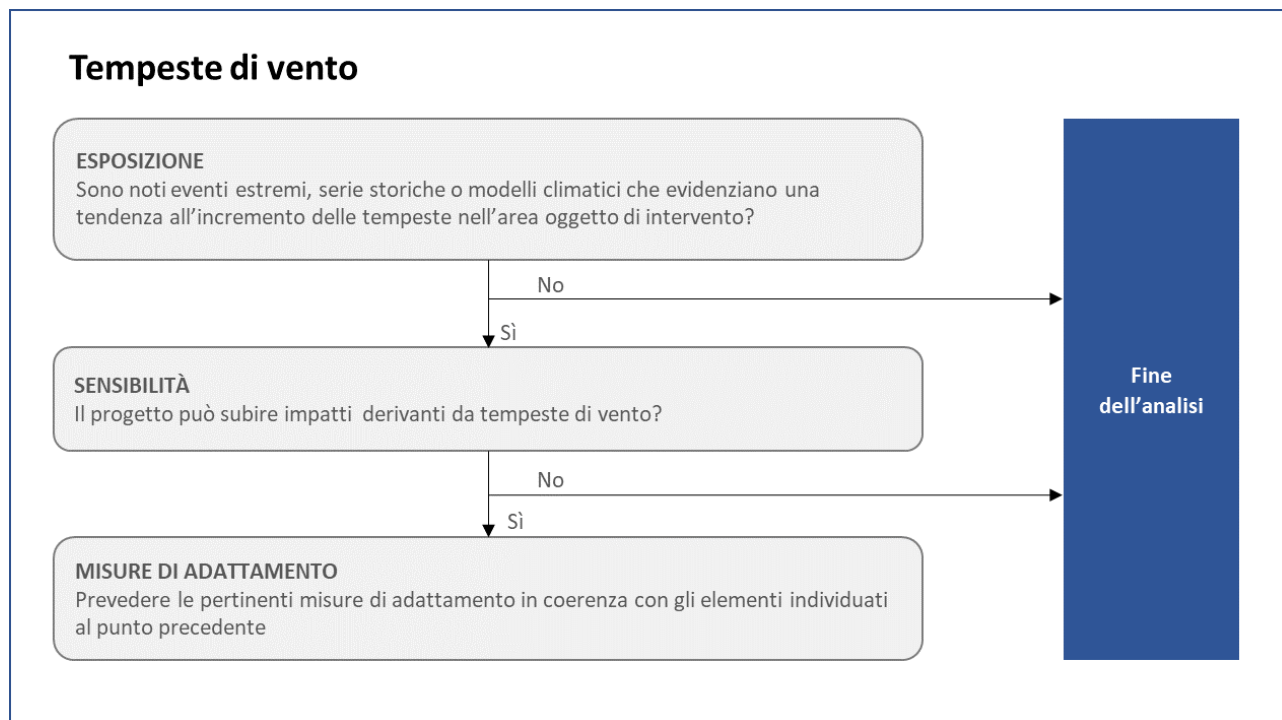 Tempeste di vento
ESPOSIZIONE
Sono noti eventi estremi, serie storiche o modelli climatici che evidenziano una
tendenza all’incremento delle tempeste nell’area oggetto di intervento?
No
Sì
SENSIBILITÀ
Il progetto può subire impatti derivanti da tempeste di vento?
Fine
dell’analisi
No
Sì
MISURE DI ADATTAMENTO
Prevedere le pertinenti misure di adattamento in coerenza con gli elementi individuati
al punto precedente